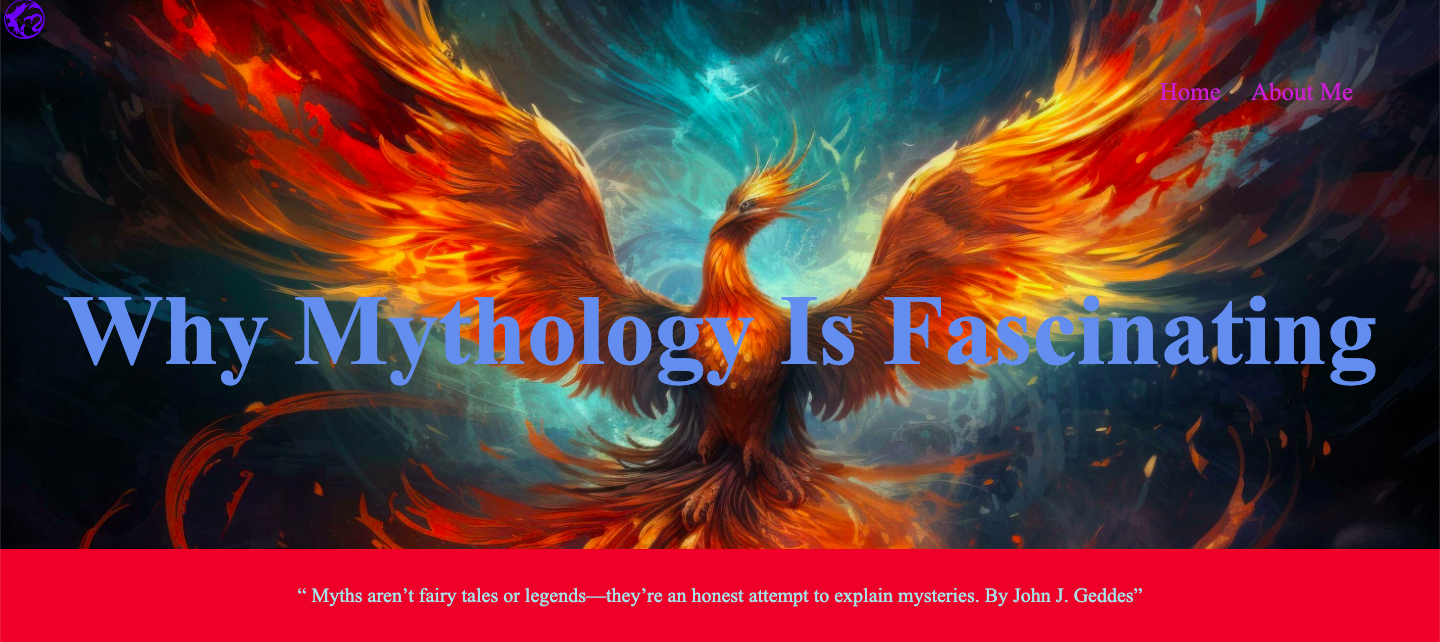 Home About Me
Why Mythology Is Fascinating
“ Myths aren’t fairy tales or legends—they’re an honest attempt to explain mysteries. By John J. Geddes”